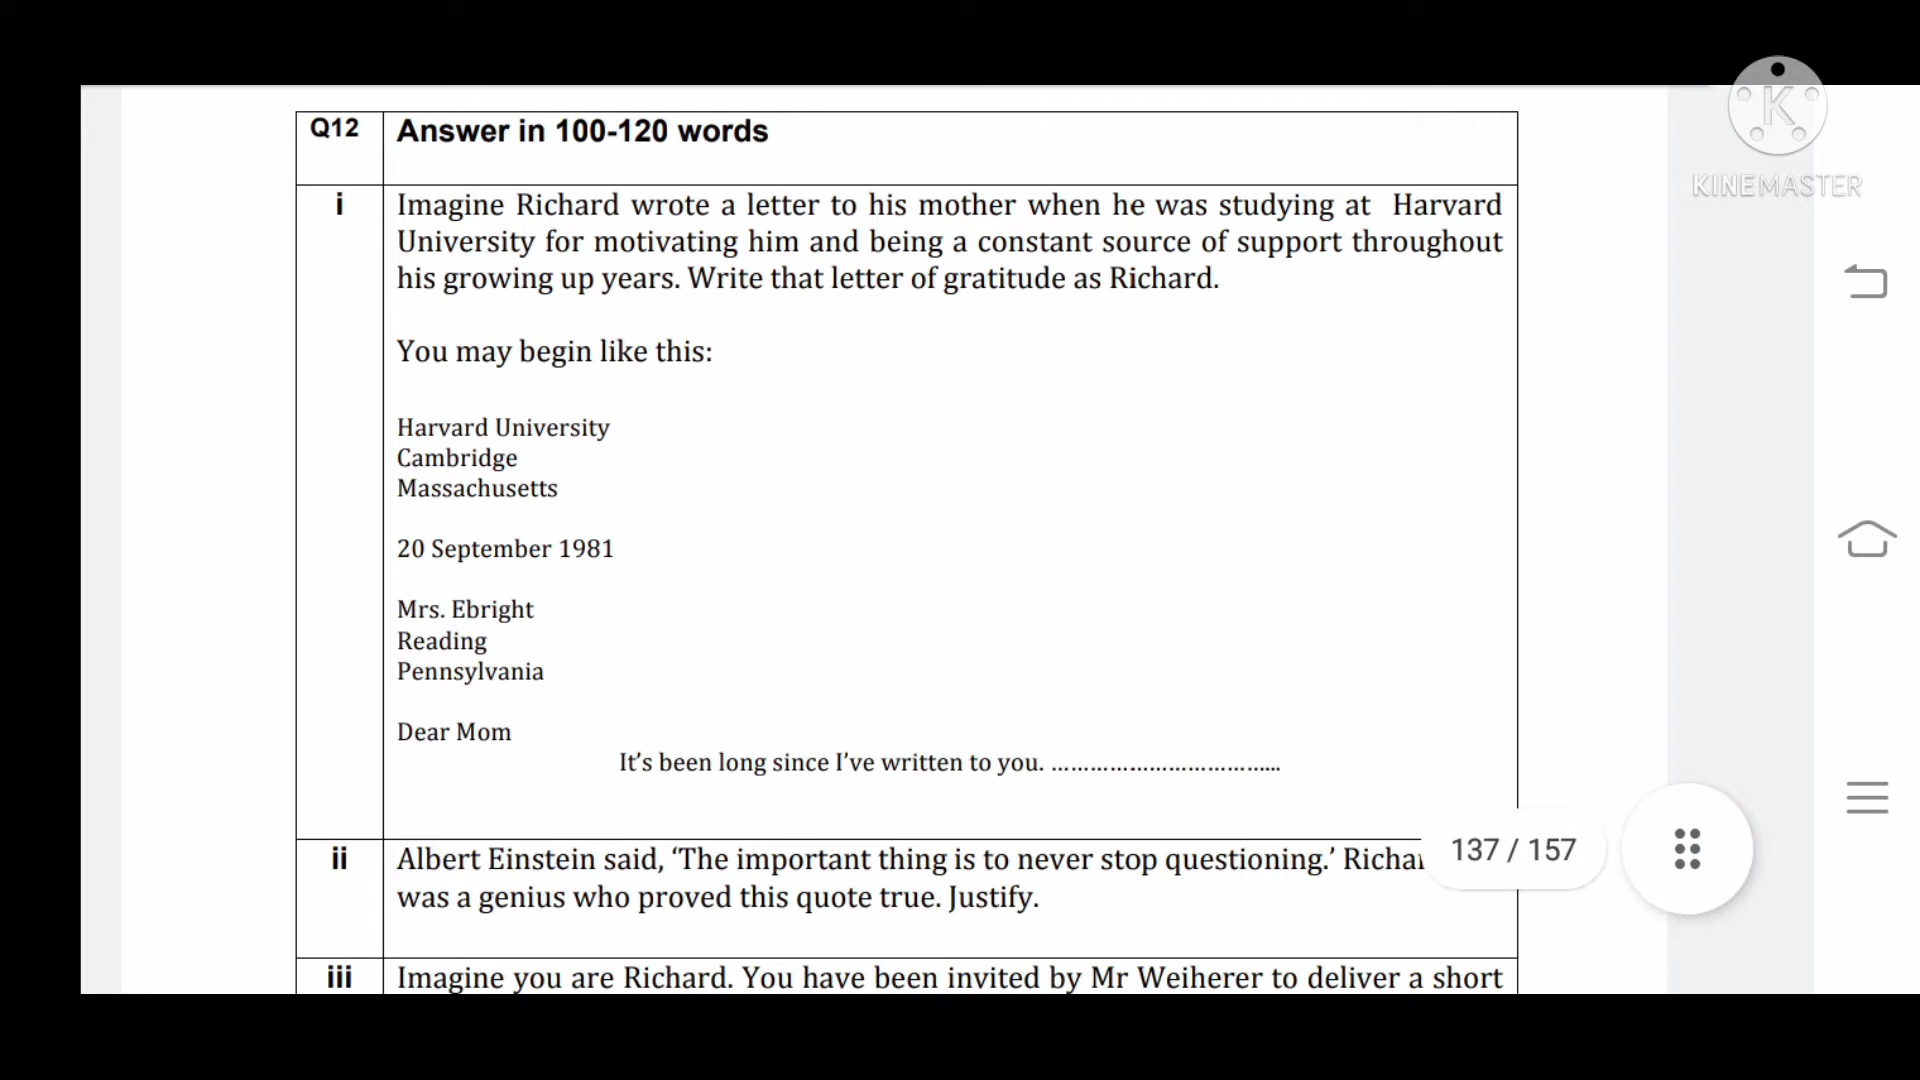 Q12 Answer in 100-120 words
KINEMASTER
i Imagine Richard wrote a letter to his mother when he was studying at Harvard
University for motivating him and being a constant source of support throughout
his growing up years. Write that letter of gratitude as Richard.
You may begin like this:
Harvard University
Cambridge
Massachusetts
20 September 1981
Mrs. Ebright
Reading
Pennsylvania
Dear Mom
It's been long since I've written to you. .....................................
ii Albert Einstein said, 'The important thing is to never stop questioning.'
was a genius who proved this quote true. Justify.
137 / 157
iii Imagine you are Richard. You have been invited by Mr Weiherer to deliver a short